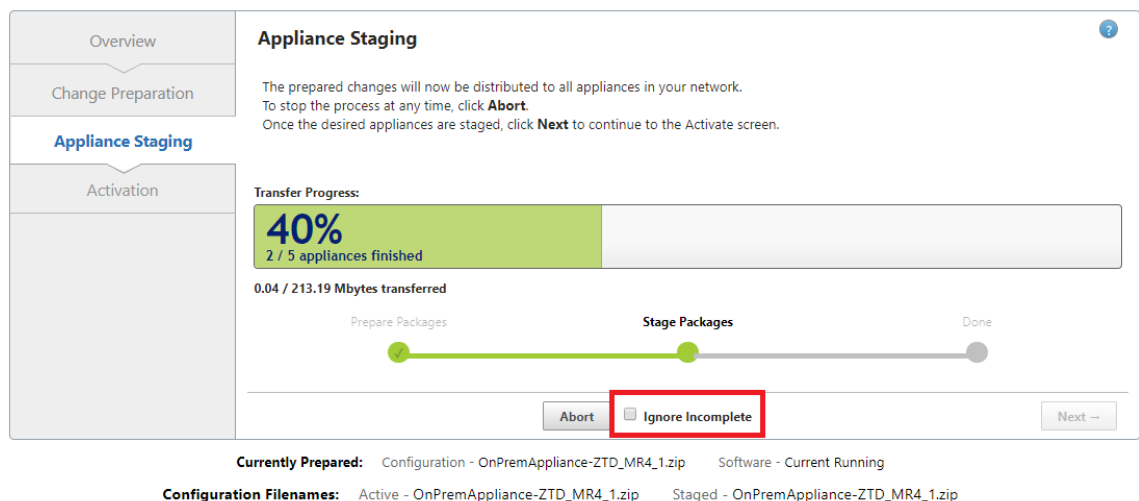 Overview
Change Preparation
Appliance Staging
Activation
Appliance Staging
?
The prepared changes will now be distributed to all appliances in your network.
To stop the process at any time, click Abort.
Once the desired appliances are staged, click Next to continue to the Activate screen.
Transfer Progress:
40%
2 / 5 appliances finished
0.04 / 213.19 Mbytes transferred
Prepare Packages Stage Packages Done
Abort Ignore Incomplete Next →
Currently Prepared: Configuration - OnPremAppliance-ZTD_MR4_1.zip Software - Current Running
Configuration Filenames: Active - OnPremAppliance-ZTD_MR4_1.zip Staged - OnPremAppliance-ZTD_MR4_1.zip